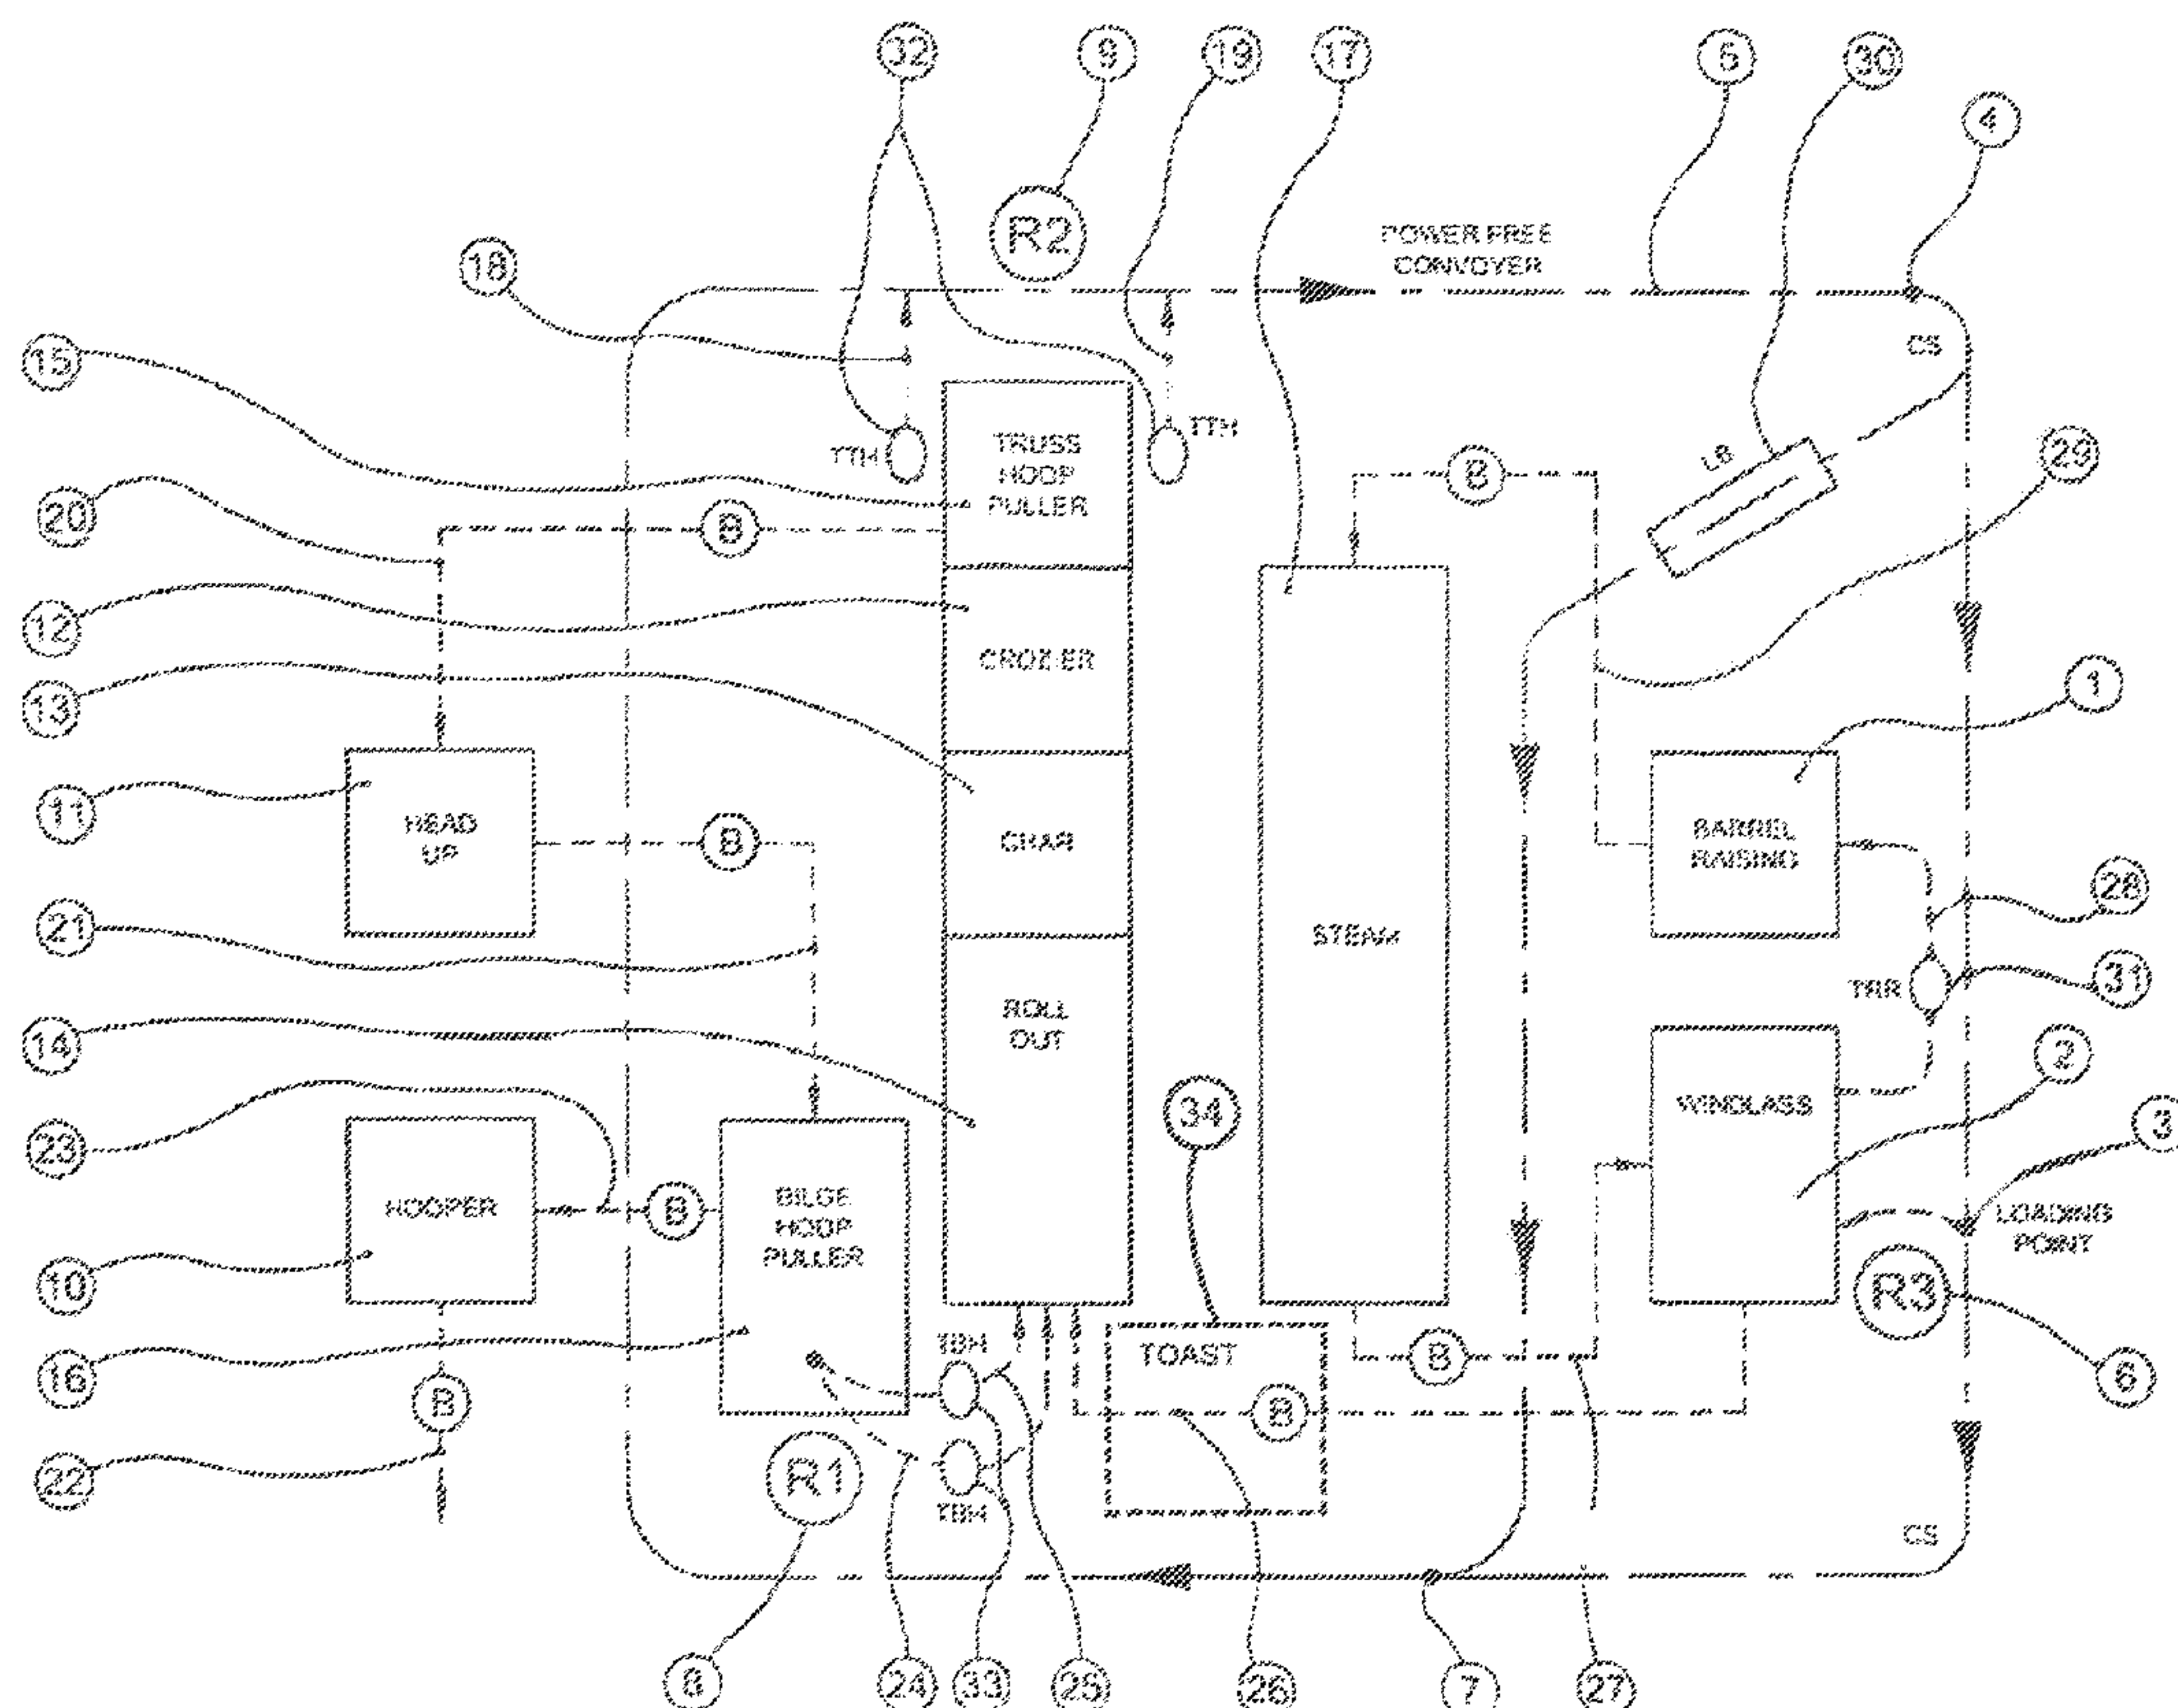 32
9
19
17
5
30
4
R2
POWER FREE
CONVOYER
18
15
CS
TTH
TTH
TRUSS
HOOP
PULLER
B
LB
29
20
B
12
CROZIER
13
1
11
HEAD
UP
B
CHAR
BARREL
RAISING
21
STEAM
28
14
ROLL
OUT
TRR
31
2
34
WINDLASS
3
23
HOOPER
B
BILGE
HOOP
PULLER
LOADING
POINT
10
R3
16
TBH
TOAST
B
6
B
B
22
R1
TBH
CS
8
24
33
25
26
7
27